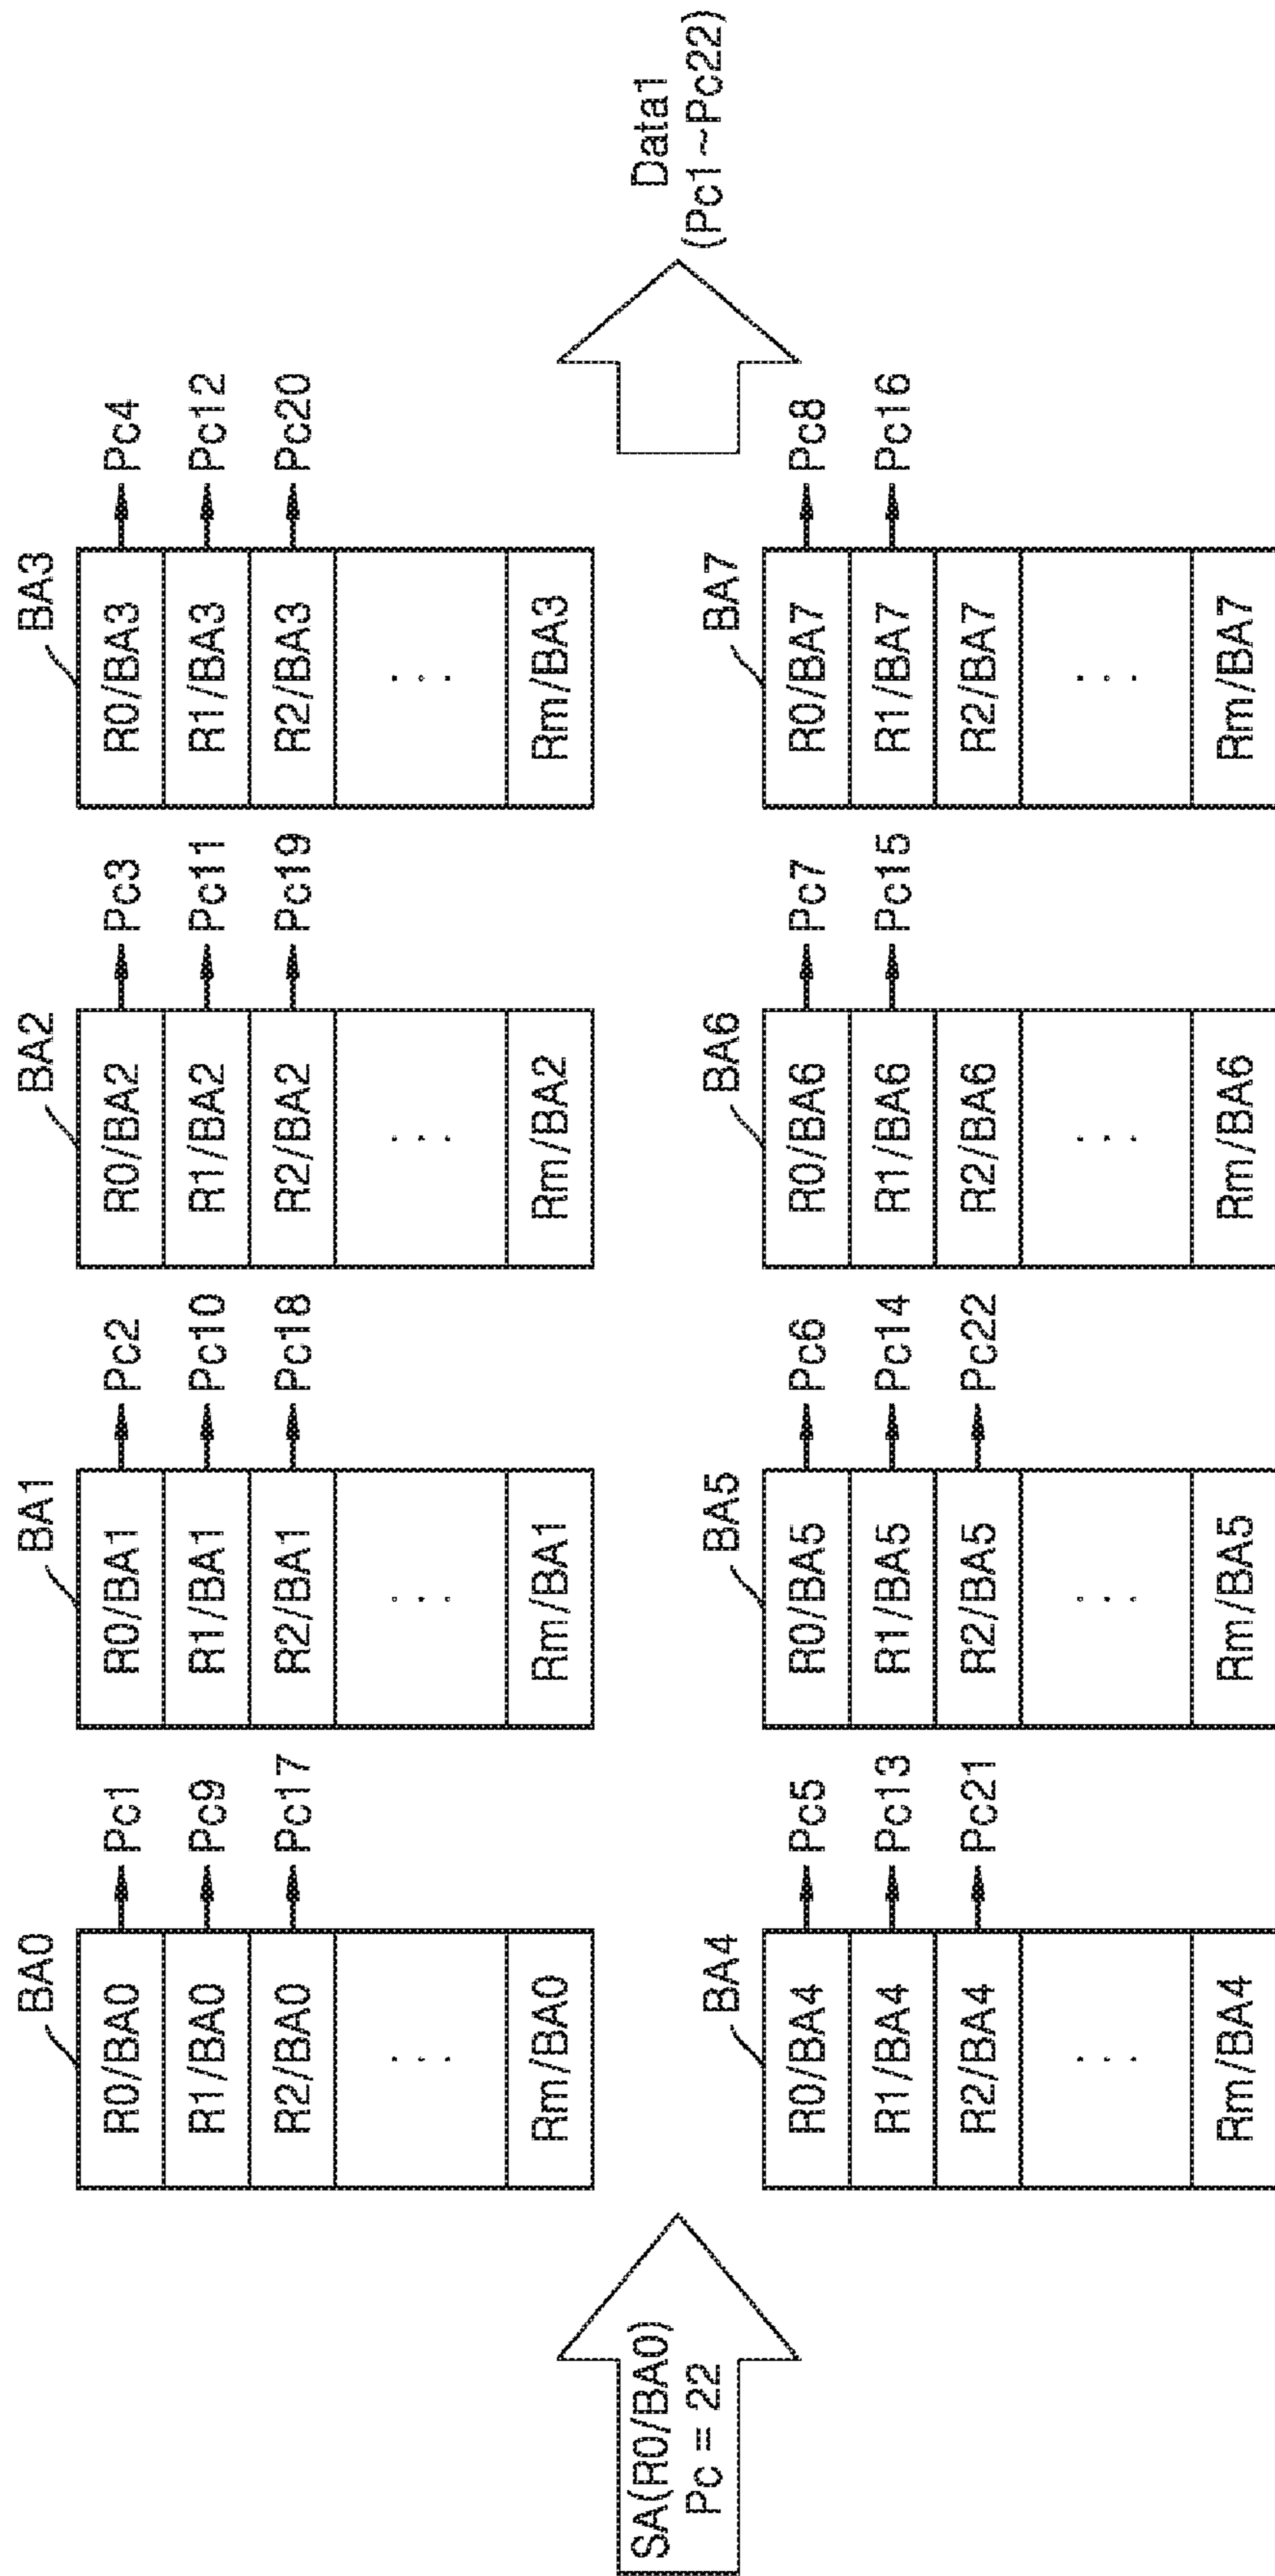 SA(R0/BA0)
Pc = 22
BA0
R0/BA0
Pc1
R1/BA0
Pc9
R2/BA0
Pc17
. . .
Rm/BA0
BA1
R0/BA1
Pc2
R1/BA1
Pc10
R2/BA1
Pc18
. . .
Rm/BA1
BA2
R0/BA2
Pc3
R1/BA2
Pc11
R2/BA2
Pc19
. . .
Rm/BA2
BA3
R0/BA3
Pc4
R1/BA3
Pc12
R2/BA3
Pc20
. . .
Rm/BA3
BA4
R0/BA4
Pc5
R1/BA4
Pc13
R2/BA4
Pc21
. . .
Rm/BA4
BA5
R0/BA5
Pc6
R1/BA5
Pc14
R2/BA5
Pc22
. . .
Rm/BA5
BA6
R0/BA6
Pc7
R1/BA6
Pc15
R2/BA6
. . .
Rm/BA6
BA7
R0/BA7
Pc8
R1/BA7
Pc16
R2/BA7
. . .
Rm/BA7
Data1
(Pc1~Pc22)